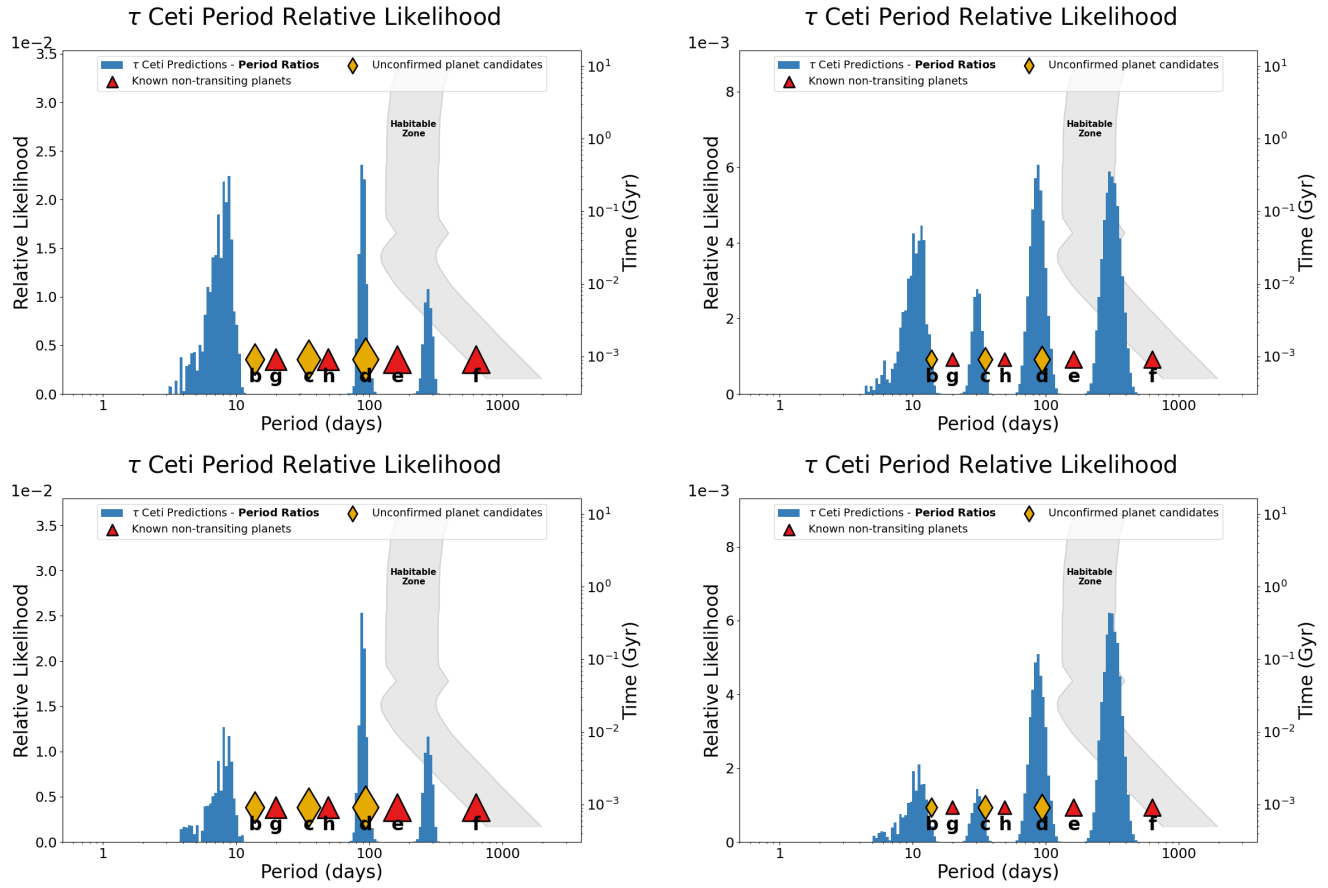 τ Ceti Period Relative Likelihood
1e−2
τ Ceti Predictions - Period Ratios
Known non-transiting planets
Unconfirmed planet candidates
Habitable
Zone
3.5
3.0
2.5
2.0
1.5
1.0
0.5
0.0
Relative Likelihood
10¹
10⁰
10⁻¹
10⁻²
10⁻³
Time (Gyr)
b g c h d e f
1 10 100 1000
Period (days)
τ Ceti Period Relative Likelihood
1e−3
τ Ceti Predictions - Period Ratios
Known non-transiting planets
Unconfirmed planet candidates
Habitable
Zone
8
6
4
2
0
Relative Likelihood
10¹
10⁰
10⁻¹
10⁻²
10⁻³
Time (Gyr)
b g c h d e f
1 10 100 1000
Period (days)
τ Ceti Period Relative Likelihood
1e−2
τ Ceti Predictions - Period Ratios
Known non-transiting planets
Unconfirmed planet candidates
Habitable
Zone
3.5
3.0
2.5
2.0
1.5
1.0
0.5
0.0
Relative Likelihood
10¹
10⁰
10⁻¹
10⁻²
10⁻³
Time (Gyr)
b g c h d e f
1 10 100 1000
Period (days)
τ Ceti Period Relative Likelihood
1e−3
τ Ceti Predictions - Period Ratios
Known non-transiting planets
Unconfirmed planet candidates
Habitable
Zone
8
6
4
2
0
Relative Likelihood
10¹
10⁰
10⁻¹
10⁻²
10⁻³
Time (Gyr)
b g c h d e f
1 10 100 1000
Period (days)